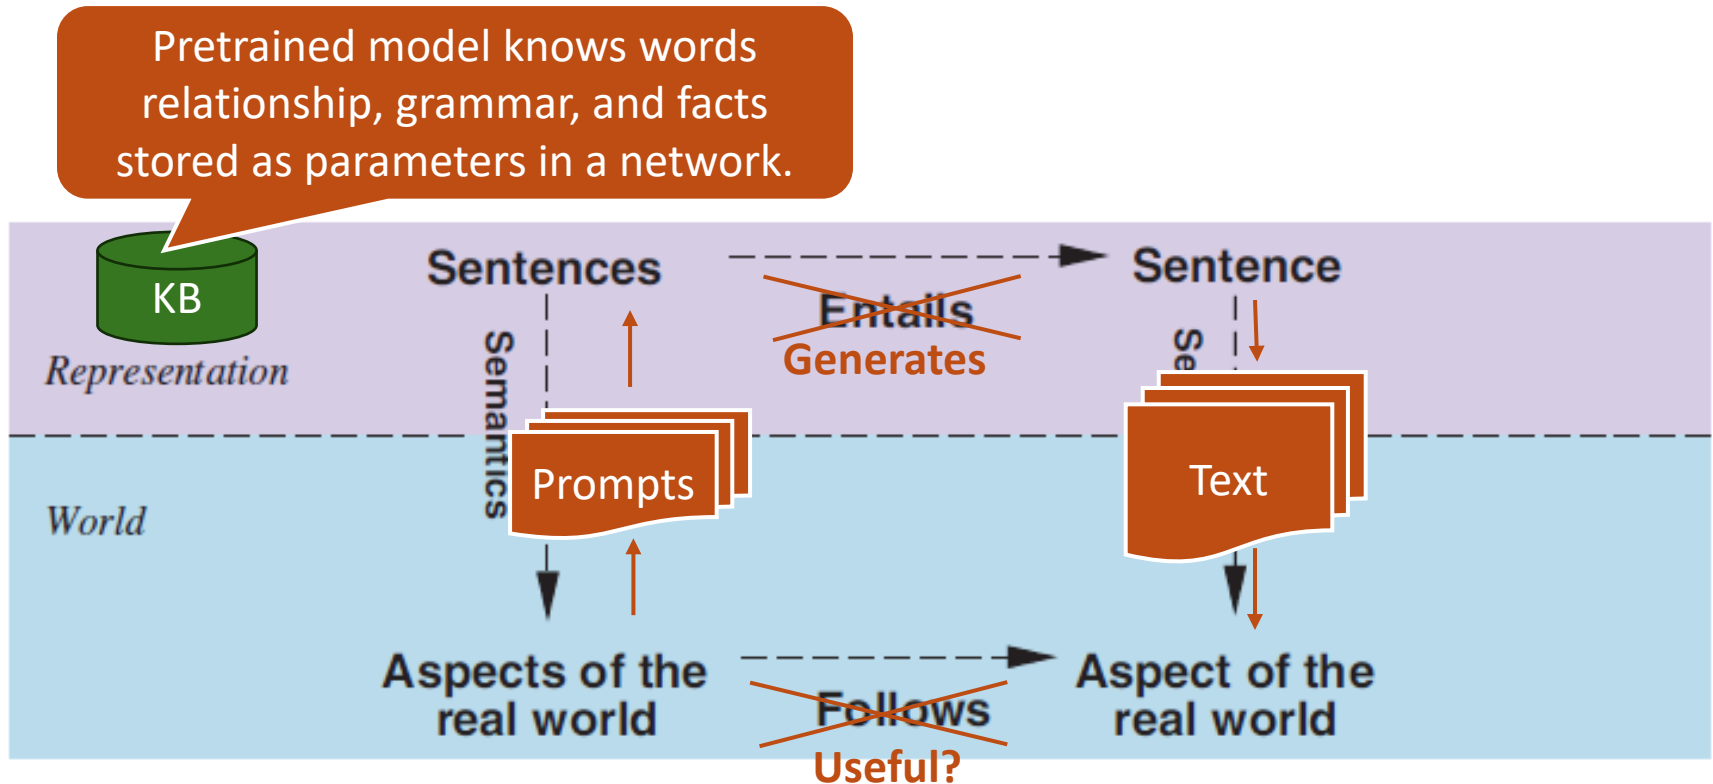 Pretrained model knows words
relationship, grammar, and facts
stored as parameters in a network.
KB
Sentences
Sentence
Entails
Generates
Representation
Semantics
Se
Prompts
Text
World
Aspects of the
real world
Follows
Useful?
Aspect of the
real world